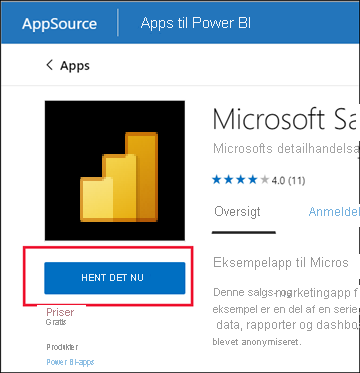 AppSource
Apps til Power BI
Apps
Microsoft Sa
Microsofts detailhandelsa
4.0 (11)
Oversigt
Anmeldel
HENT DET NU
Eksempelapp til Micros
Priser
Gratis
Denne salgs- og marketingapp f
eksempel er en del af en serie
data, rapporter og dashbo
blevet anonymiseret.
Produkter
Power BI-apps